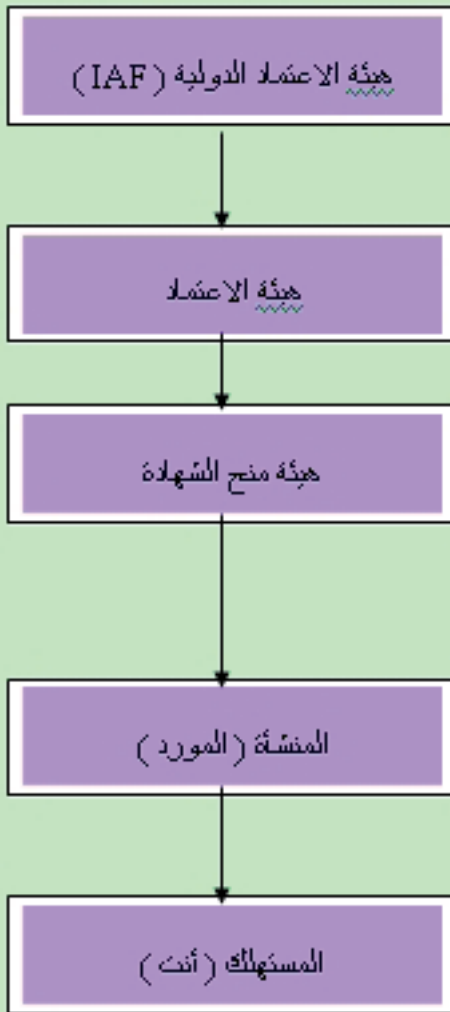 هيئة الاعتماد الدولية ( IAF )
هيئة الاعتماد
هيئة منح الشهادة
المنشأة ( المورد )
المستهلك ( أنت )